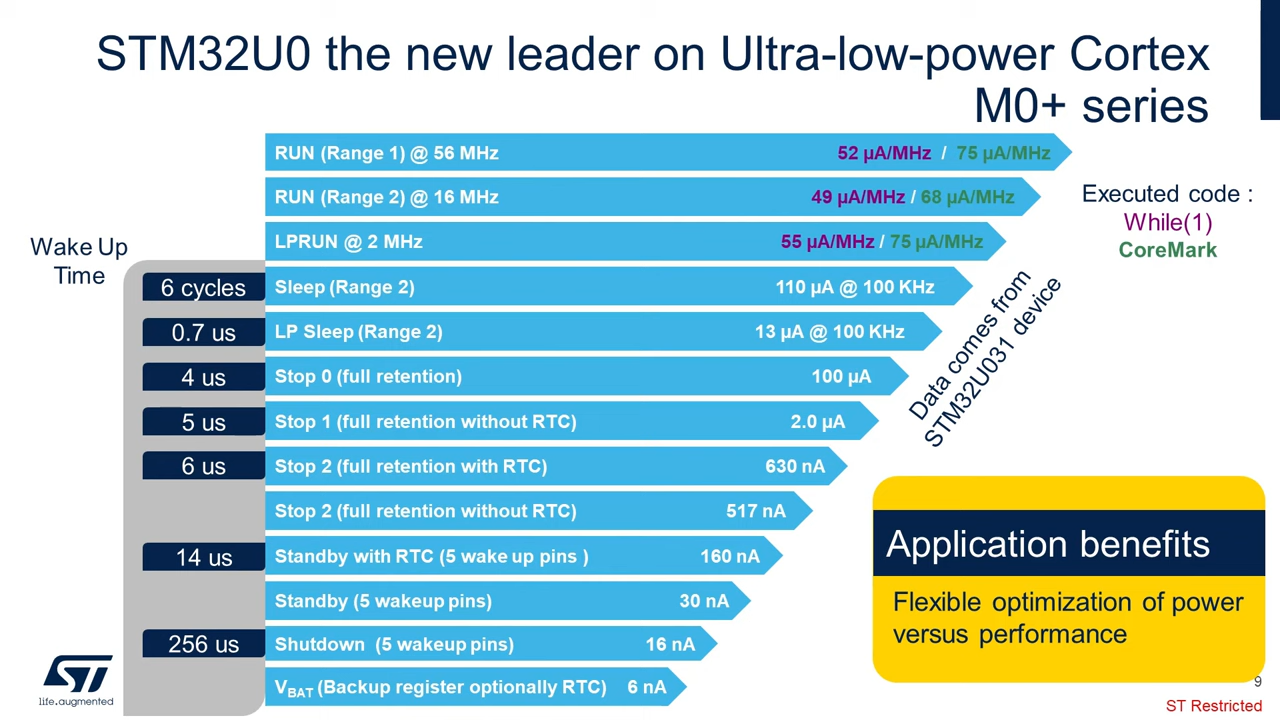 STM32U0 the new leader on Ultra-low-power Cortex
M0+ series
RUN (Range 1) @ 56 MHz 52 µA/MHz / 75 µA/MHz
RUN (Range 2) @ 16 MHz 49 µA/MHz / 68 µA/MHz
LPRUN @ 2 MHz 55 µA/MHz / 75 µA/MHz
Executed code :
While(1)
CoreMark
Wake Up
Time
6 cycles Sleep (Range 2) 110 µA @ 100 KHz
0.7 us LP Sleep (Range 2) 13 µA @ 100 KHz
4 us Stop 0 (full retention) 100 µA
5 us Stop 1 (full retention without RTC) 2.0 µA
6 us Stop 2 (full retention with RTC) 630 nA
Stop 2 (full retention without RTC) 517 nA
14 us Standby with RTC (5 wake up pins ) 160 nA
Standby (5 wakeup pins) 30 nA
256 us Shutdown (5 wakeup pins) 16 nA
VBAT (Backup register optionally RTC) 6 nA
Data comes from
STM32U031 device
Application benefits
Flexible optimization of power
versus performance
ST
life.augmented
9
ST Restricted